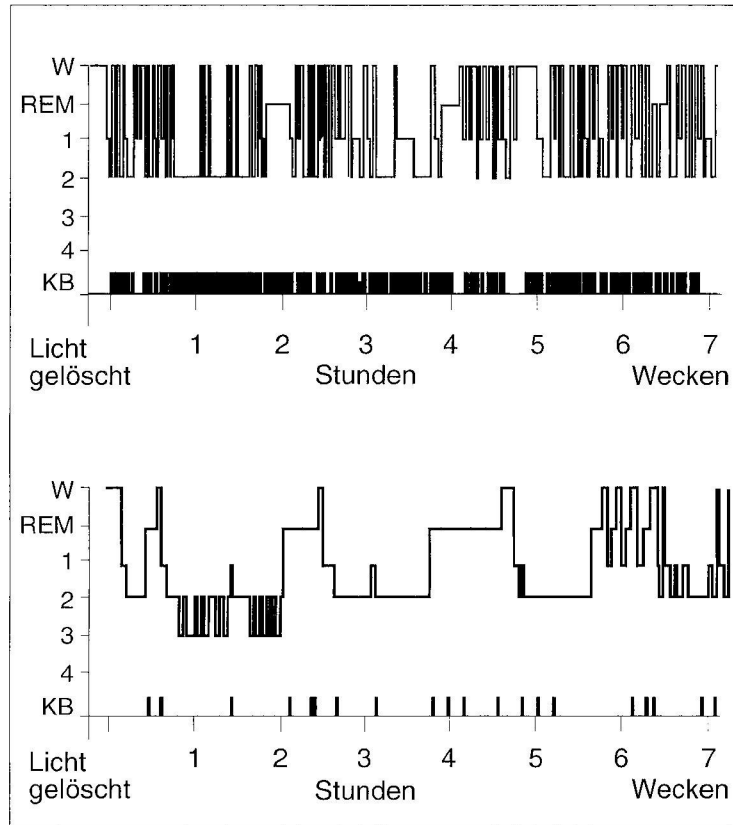 W
REM
1
2
3
4
KB
1 2 3 4 5 6 7
Licht
gelöscht Stunden Wecken
W
REM
1
2
3
4
KB
1 2 3 4 5 6 7
Licht
gelöscht Stunden Wecken